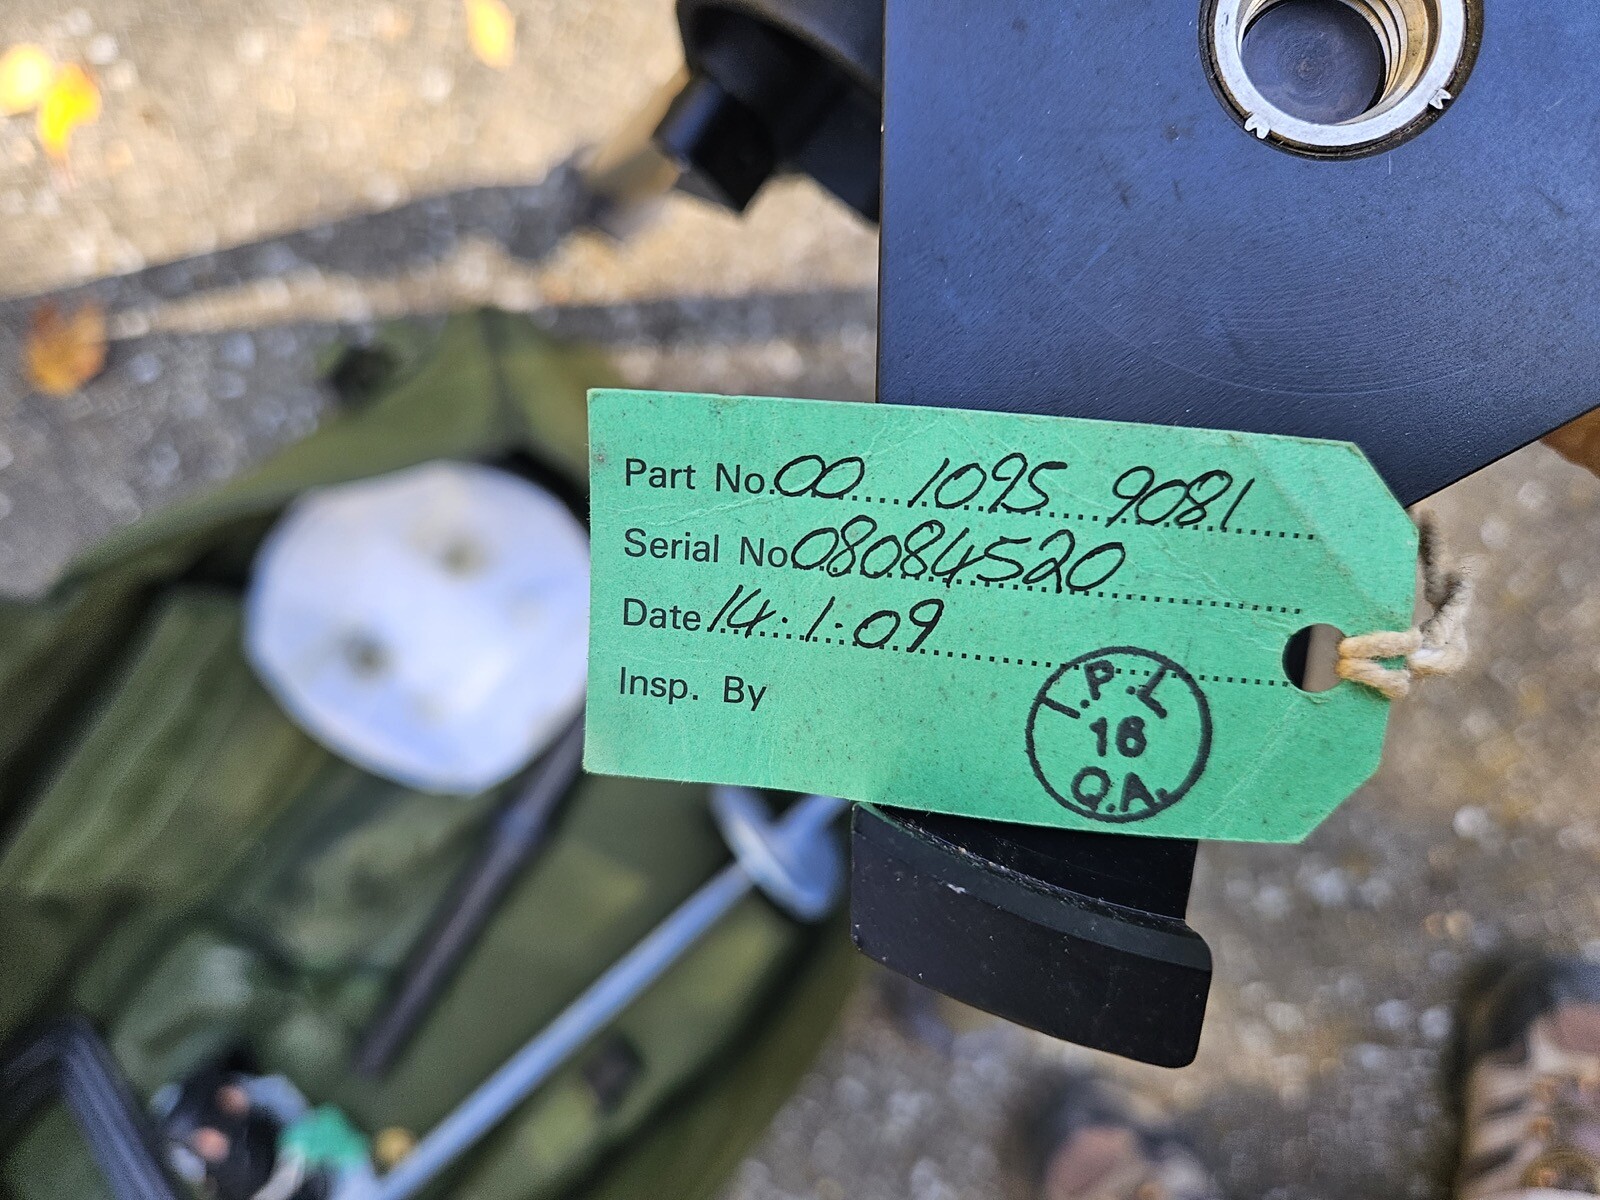 Part No. 00 1095 9081
Serial No 08084520
Date 14.1.09
Insp. By
I.P.L
16
Q.A.